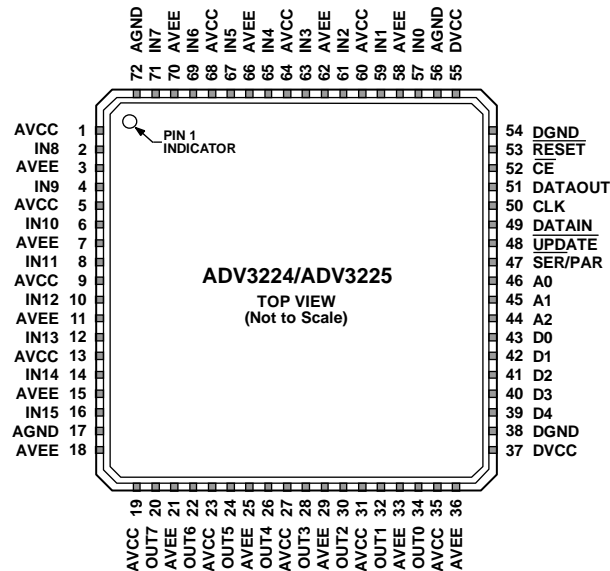 72 AGND
71 IN7
70 AVEE
69 IN6
68 AVCC
67 IN5
66 AVEE
65 IN4
64 AVCC
63 IN3
62 AVEE
61 IN2
60 AVCC
59 IN1
58 AVEE
57 IN0
56 AGND
55 DVCC
AVCC 1
IN8 2
AVEE 3
IN9 4
AVCC 5
IN10 6
AVEE 7
IN11 8
AVCC 9
IN12 10
AVEE 11
IN13 12
AVCC 13
IN14 14
AVEE 15
IN15 16
AGND 17
AVEE 18
PIN 1
INDICATOR
ADV3224/ADV3225
TOP VIEW
(Not to Scale)
54 DGND
53 RESET
52 CE
51 DATAOUT
50 CLK
49 DATAIN
48 UPDATE
47 SER/PAR
46 A0
45 A1
44 A2
43 D0
42 D1
41 D2
40 D3
39 D4
38 DGND
37 DVCC
AVCC 19
OUT7 20
AVEE 21
OUT6 22
AVCC 23
OUT5 24
AVEE 25
OUT4 26
AVCC 27
OUT3 28
AVEE 29
OUT2 30
AVCC 31
OUT1 32
AVEE 33
OUT0 34
AVCC 35
AVEE 36